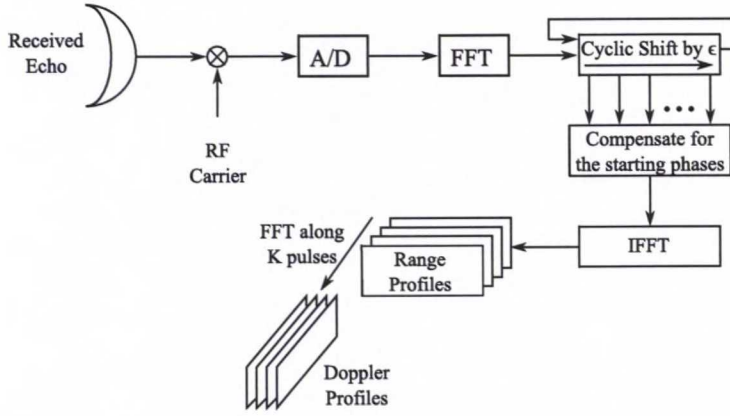 Received
Echo
A/D
FFT
Cyclic Shift by ϵ
RF
Carrier
Compensate for
the starting phases
FFT along
K pulses
Range
Profiles
IFFT
Doppler
Profiles